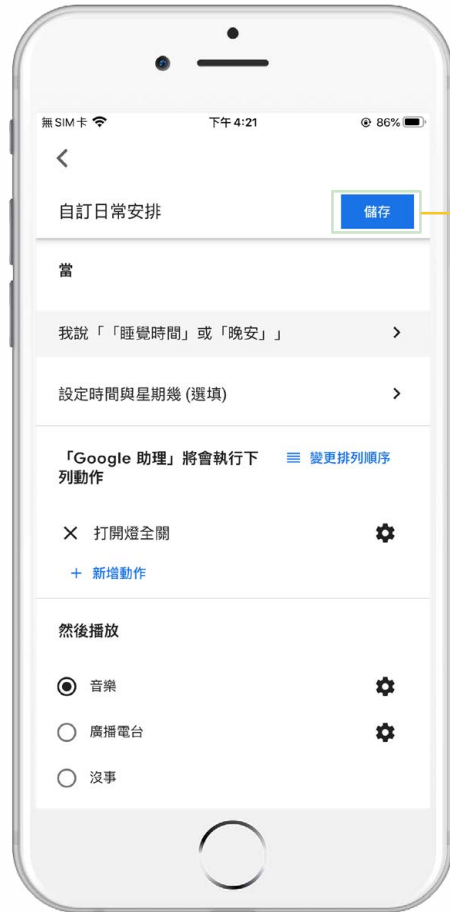 無 SIM 卡
下午 4:21
86%
自訂日常安排
儲存
當
我說「「睡覺時間」或「晚安」」
設定時間與星期幾 (選填)
「Google 助理」將會執行下
列動作
變更排列順序
打開燈全關
+ 新增動作
然後播放
音樂
廣播電台
沒事